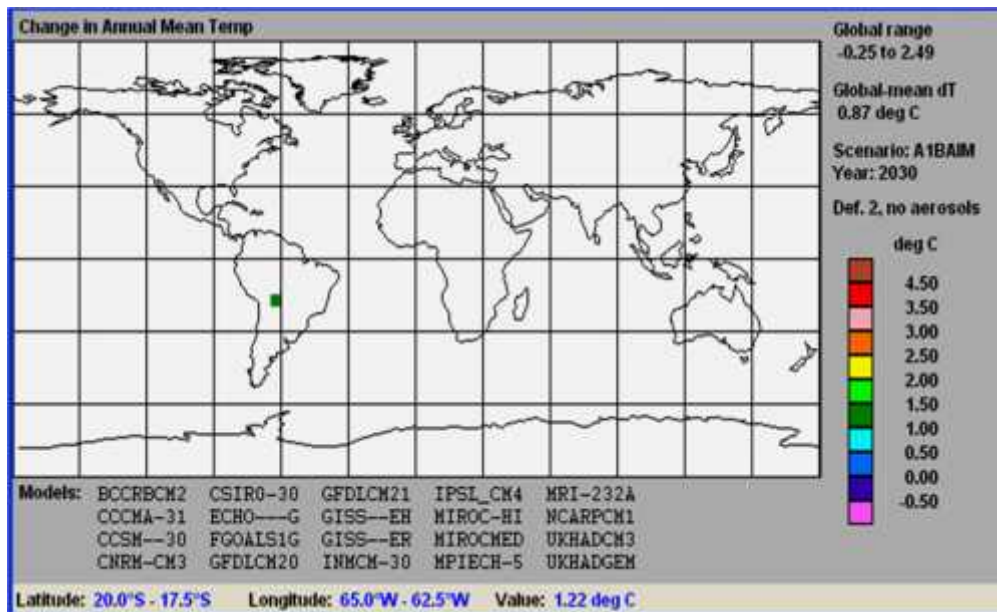 Change in Annual Mean Temp
Global range
-0.25 to 2.49
Global-mean dT
0.87 deg C
Scenario: A1BAIM
Year: 2030
Def. 2, no aerosols
deg C
4.50
3.50
3.00
2.50
2.00
1.50
1.00
0.50
0.00
-0.50
Models: BCCRBCM2 CSIR0-30 GFDLCM21 IPSL_CM4 MRI-232A
CCCMA-31 ECHO---G GISS--EH MIROC-HI NCARPCM1
CCSM--30 FGOALS1G GISS--ER MIROCMED UKHADCM3
CNRM-CM3 GFDLCM20 INMCM-30 MPIECH-5 UKHADGEM
Latitude: 20.0°S - 17.5°S Longitude: 65.0°W - 62.5°W Value: 1.22 deg C